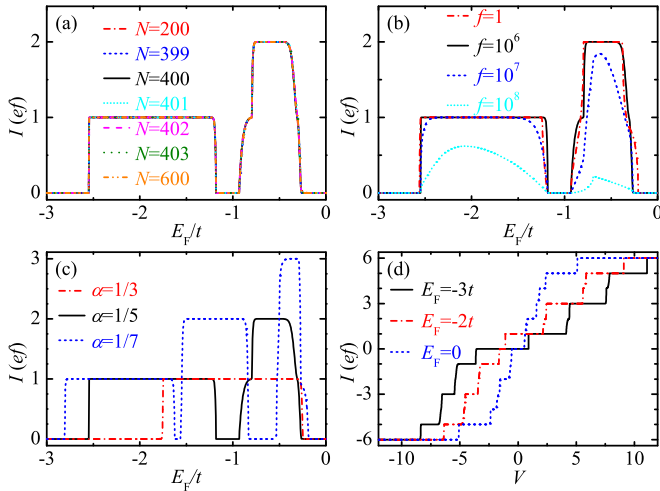 (a)
N=200
N=399
N=400
N=401
N=402
N=403
N=600
I (ef)
2
1
0
-3 -2 -1 0
E_F/t
(b)
f=1
f=10^6
f=10^7
f=10^8
I (ef)
2
1
0
-3 -2 -1 0
E_F/t
(c)
α=1/3
α=1/5
α=1/7
I (ef)
3
2
1
0
-3 -2 -1 0
E_F/t
(d)
E_F=-3t
E_F=-2t
E_F=0
I (ef)
6
3
0
-3
-6
-10 -5 0 5 10
V